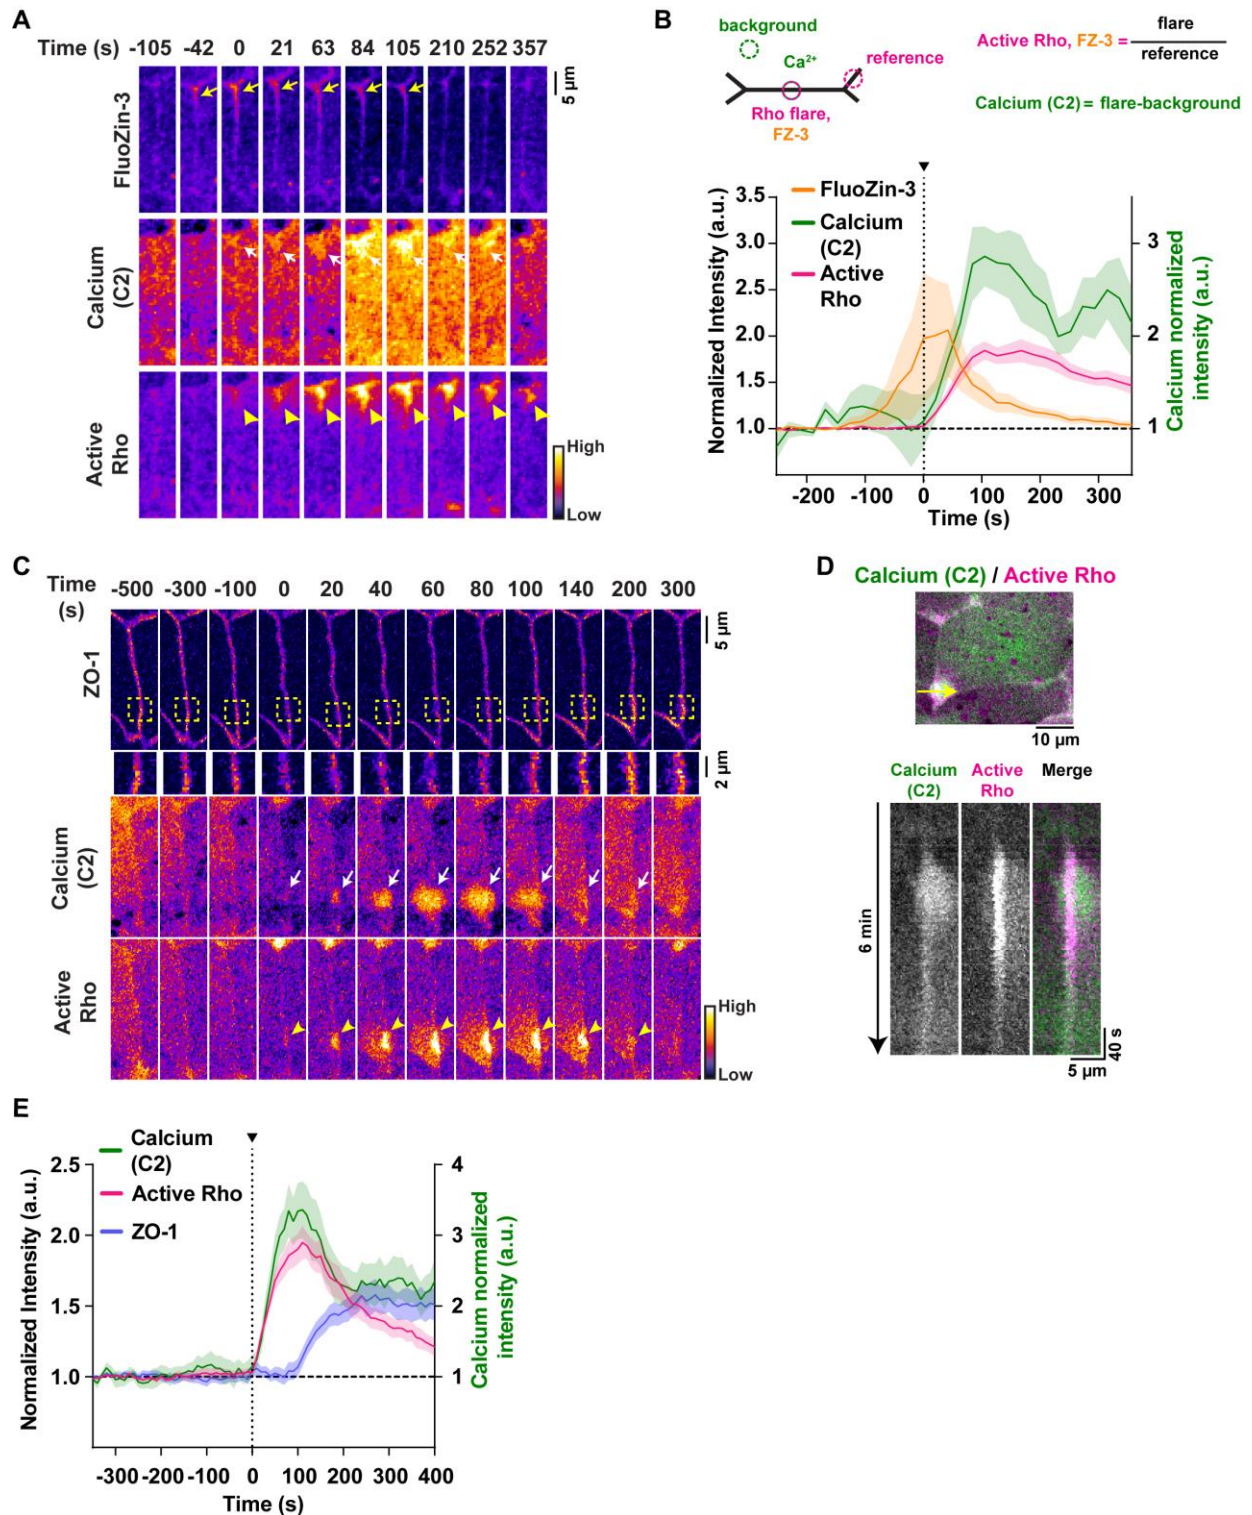 A
Time (s) -105 -42 0 21 63 84 105 210 252 357
FluoZin-3
5 µm
Calcium
(C2)
Active
Rho
High
Low
B
background
Ca²⁺
reference
Rho flare,
FZ-3
Active Rho, FZ-3 = flare
reference
Calcium (C2) = flare-background
FluoZin-3
Calcium
(C2)
Active
Rho
Normalized Intensity (a.u.)
3.5
3.0
2.5
2.0
1.5
1.0
3
2
1
Calcium normalized
intensity (a.u.)
-200 -100 0 100 200 300
Time (s)
C
Time
(s)
-500 -300 -100 0 20 40 60 80 100 140 200 300
ZO-1
5 µm
2 µm
Calcium
(C2)
Active
Rho
High
Low
D
Calcium (C2) / Active Rho
10 µm
Calcium
(C2)
Active
Rho
Merge
6 min
40 s
5 µm
E
Calcium
(C2)
Active Rho
ZO-1
Normalized Intensity (a.u.)
2.5
2.0
1.5
1.0
4
3
2
1
Calcium normalized
intensity (a.u.)
-300 -200 -100 0 100 200 300 400
Time (s)